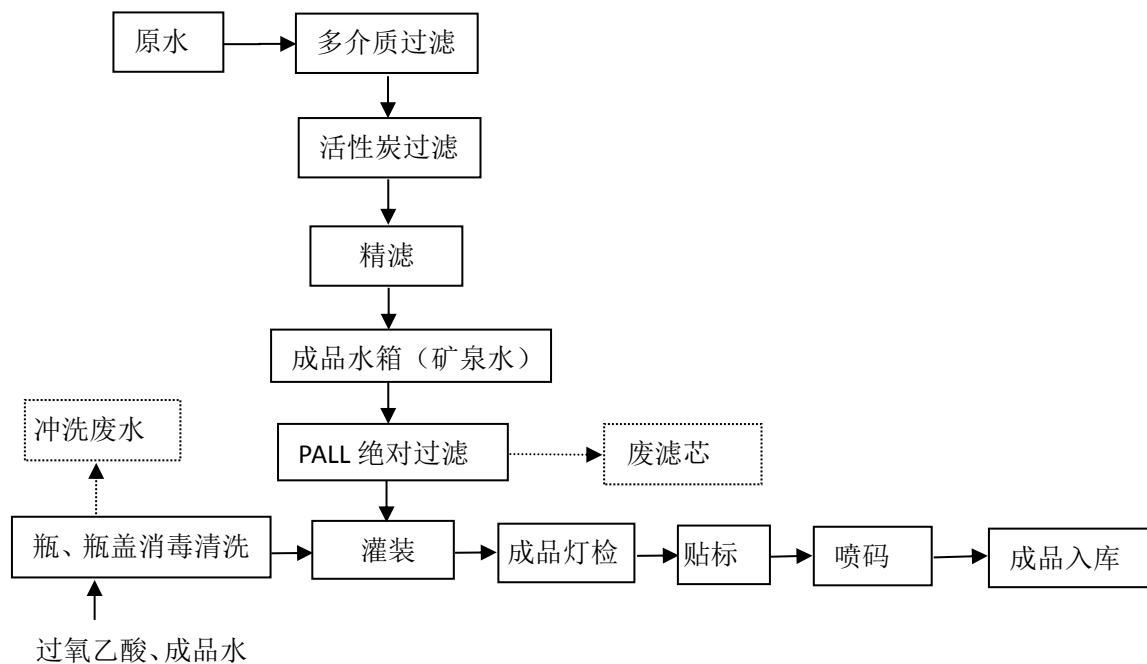 原水
多介质过滤
活性炭过滤
精滤
成品水箱（矿泉水）
冲洗废水
PALL 绝对过滤
废滤芯
瓶、瓶盖消毒清洗
灌装
成品灯检
贴标
喷码
成品入库
过氧乙酸、成品水